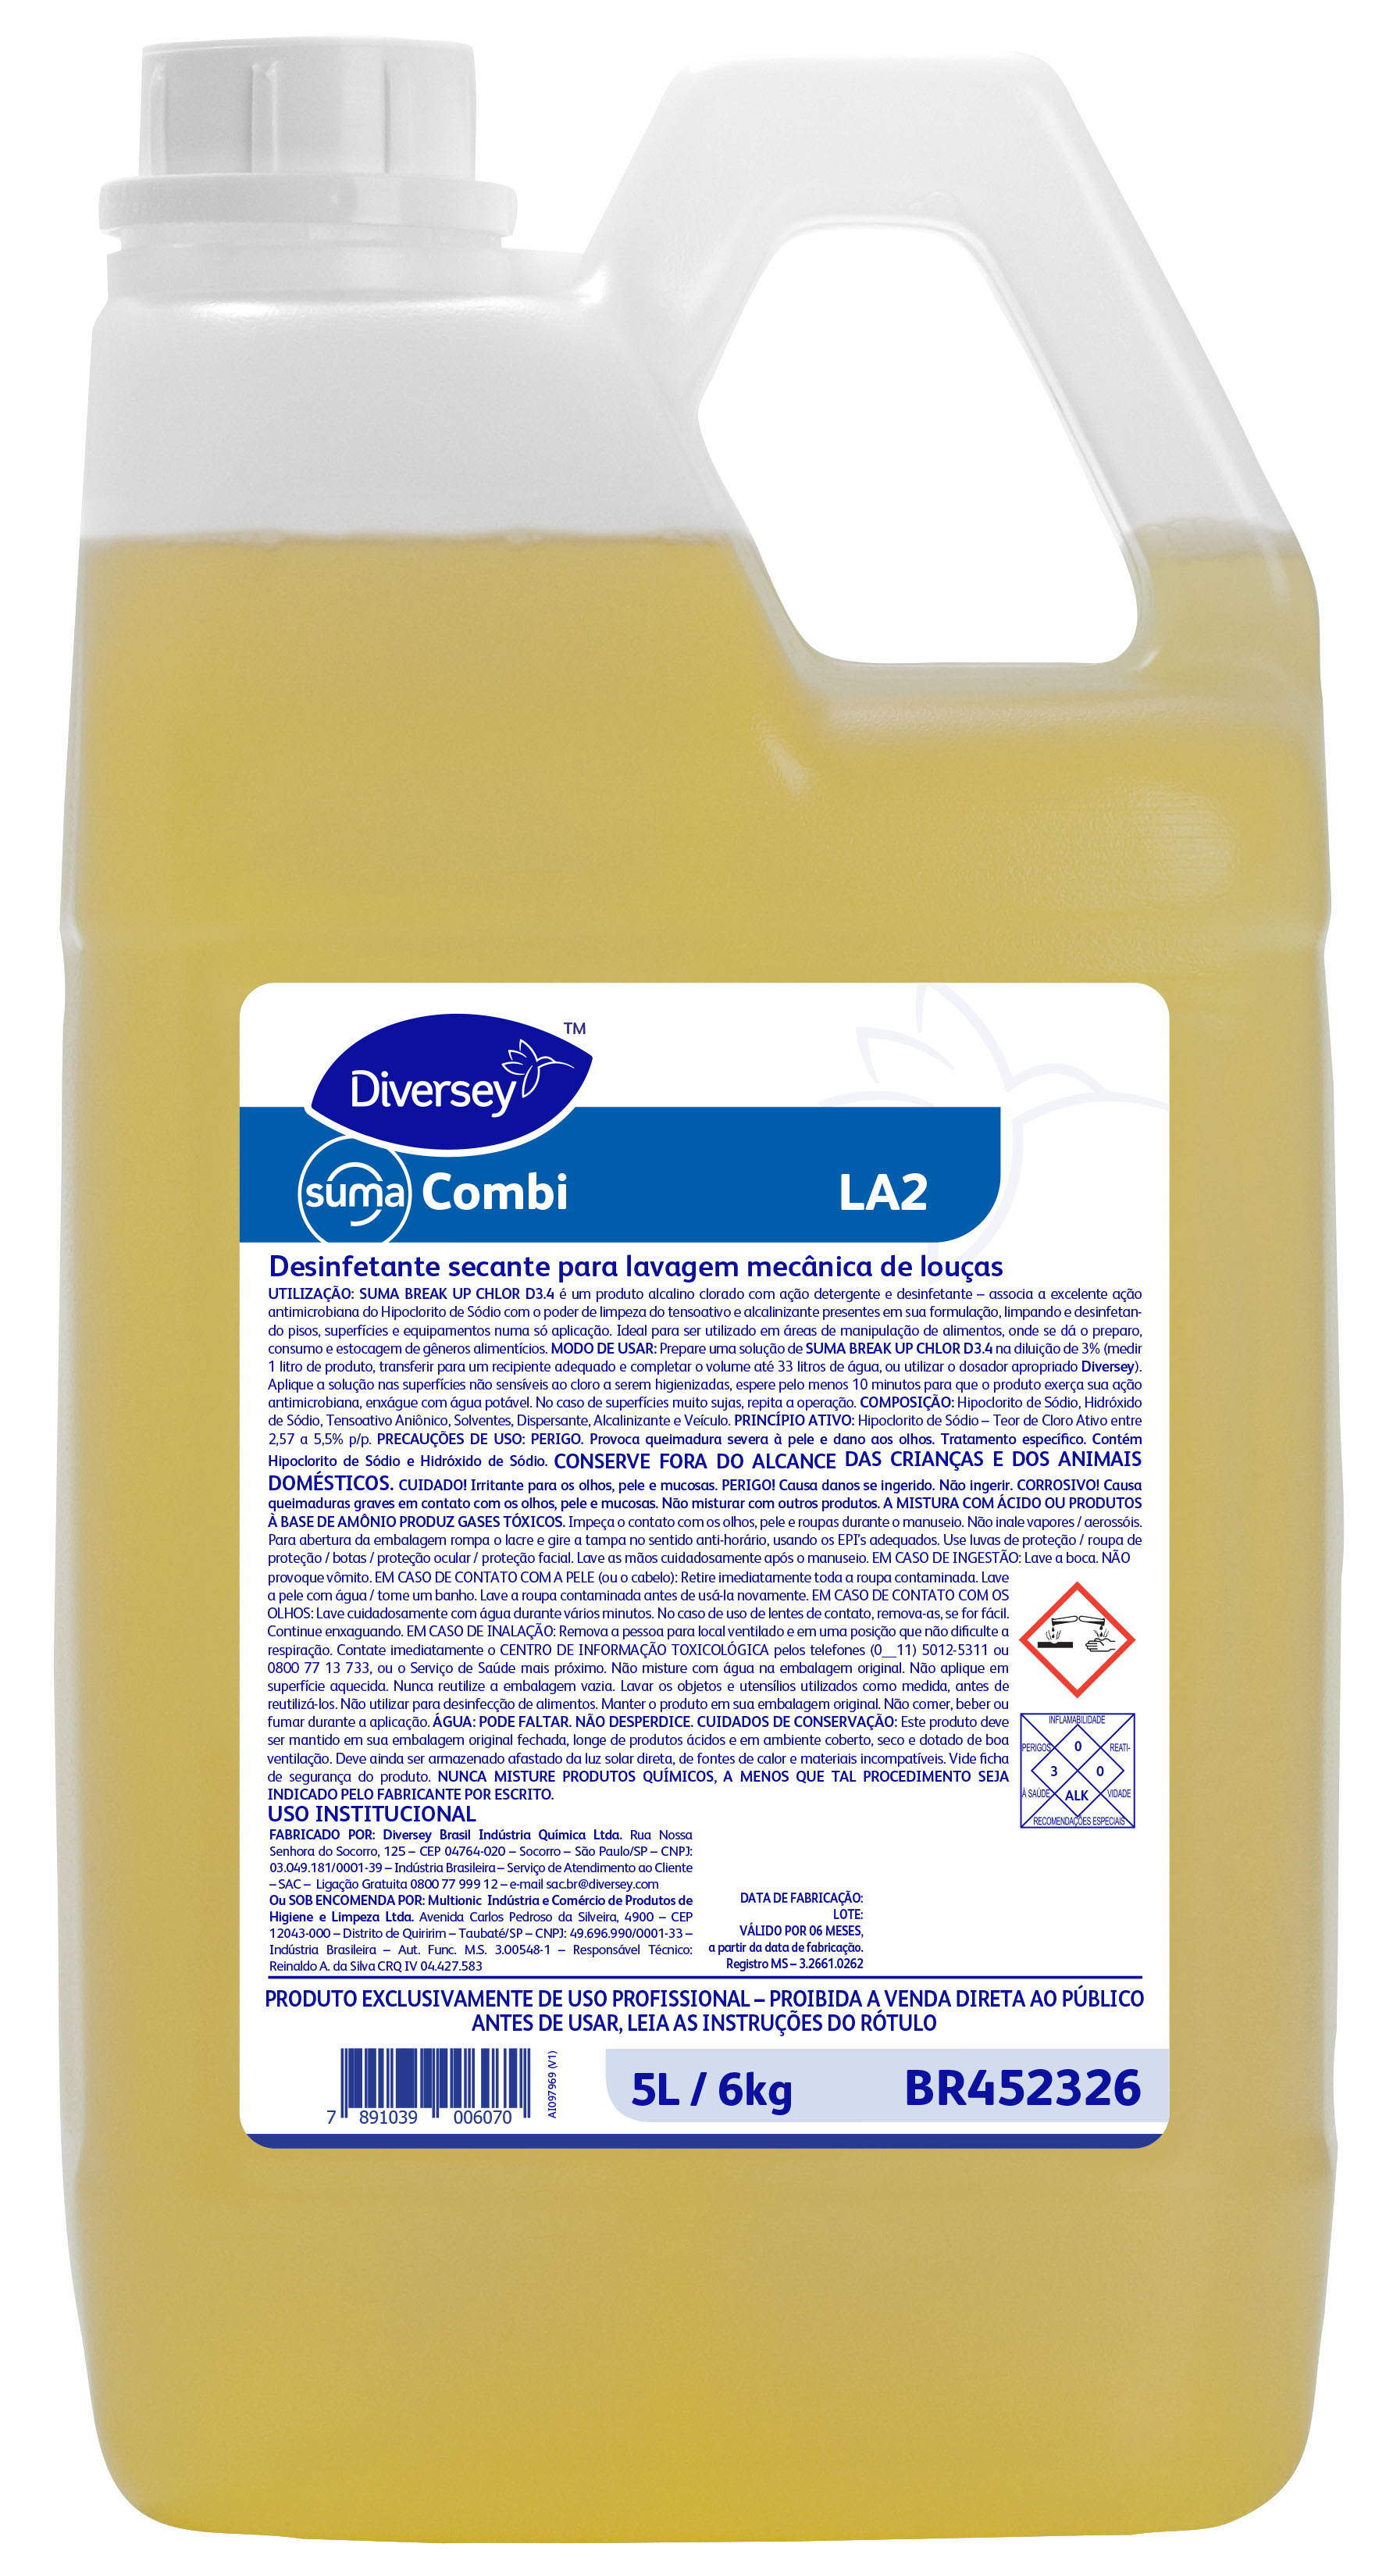 Diversey™
suma Combi LA2
Desinfetante secante para lavagem mecânica de louças
UTILIZAÇÃO: SUMA BREAK UP CHLOR D3.4 é um produto alcalino clorado com ação detergente e desinfetante – associa a excelente ação
antimicrobiana do Hipoclorito de Sódio com o poder de limpeza do tensoativo e alcalinizante presentes em sua formulação, limpando e desinfetan-
do pisos, superfícies e equipamentos numa só aplicação. Ideal para ser utilizado em áreas de manipulação de alimentos, onde se dá o preparo,
consumo e estocagem de gêneros alimentícios. MODO DE USAR: Prepare uma solução de SUMA BREAK UP CHLOR D3.4 na diluição de 3% (medir
1 litro de produto, transferir para um recipiente adequado e completar o volume até 33 litros de água, ou utilizar o dosador apropriado Diversey).
Aplique a solução nas superfícies não sensíveis ao cloro a serem higienizadas, espere pelo menos 10 minutos para que o produto exerça sua ação
antimicrobiana, enxágue com água potável. No caso de superfícies muito sujas, repita a operação. COMPOSIÇÃO: Hipoclorito de Sódio, Hidróxido
de Sódio, Tensoativo Aniônico, Solventes, Dispersante, Alcalinizante e Veículo. PRINCÍPIO ATIVO: Hipoclorito de Sódio – Teor de Cloro Ativo entre
2,57 a 5,5% p/p. PRECAUÇÕES DE USO: PERIGO. Provoca queimadura severa à pele e dano aos olhos. Tratamento específico. Contém
Hipoclorito de Sódio e Hidróxido de Sódio. CONSERVE FORA DO ALCANCE DAS CRIANÇAS E DOS ANIMAIS
DOMÉSTICOS. CUIDADO! Irritante para os olhos, pele e mucosas. PERIGO! Causa danos se ingerido. Não ingerir. CORROSIVO! Causa
queimaduras graves em contato com os olhos, pele e mucosas. Não misturar com outros produtos. A MISTURA COM ÁCIDO OU PRODUTOS
À BASE DE AMÔNIO PRODUZ GASES TÓXICOS. Impeça o contato com os olhos, pele e roupas durante o manuseio. Não inale vapores / aerossóis.
Para abertura da embalagem rompa o lacre e gire a tampa no sentido anti-horário, usando os EPI's adequados. Use luvas de proteção / roupa de
proteção / botas / proteção ocular / proteção facial. Lave as mãos cuidadosamente após o manuseio. EM CASO DE INGESTÃO: Lave a boca. NÃO
provoque vômito. EM CASO DE CONTATO COM A PELE (ou o cabelo): Retire imediatamente toda a roupa contaminada. Lave
a pele com água / tome um banho. Lave a roupa contaminada antes de usá-la novamente. EM CASO DE CONTATO COM OS
OLHOS: Lave cuidadosamente com água durante vários minutos. No caso de uso de lentes de contato, remova-as, se for fácil.
Continue enxaguando. EM CASO DE INALAÇÃO: Remova a pessoa para local ventilado e em uma posição que não dificulte a
respiração. Contate imediatamente o CENTRO DE INFORMAÇÃO TOXICOLÓGICA pelos telefones (0__11) 5012-5311 ou
0800 77 13 733, ou o Serviço de Saúde mais próximo. Não misture com água na embalagem original. Não aplique em
superfície aquecida. Nunca reutilize a embalagem vazia. Lavar os objetos e utensílios utilizados como medida, antes de
reutilizá-los. Não utilizar para desinfecção de alimentos. Manter o produto em sua embalagem original. Não comer, beber ou
fumar durante a aplicação. ÁGUA: PODE FALTAR. NÃO DESPERDICE. CUIDADOS DE CONSERVAÇÃO: Este produto deve
ser mantido em sua embalagem original fechada, longe de produtos ácidos e em ambiente coberto, seco e dotado de boa
ventilação. Deve ainda ser armazenado afastado da luz solar direta, de fontes de calor e materiais incompatíveis. Vide ficha
de segurança do produto. NUNCA MISTURE PRODUTOS QUÍMICOS, A MENOS QUE TAL PROCEDIMENTO SEJA
INDICADO PELO FABRICANTE POR ESCRITO.
INFLAMABILIDADE
PERIGOS 0 REATI-
3 0
À SAÚDE ALK VIDADE
RECOMENDAÇÕES ESPECIAIS
USO INSTITUCIONAL
FABRICADO POR: Diversey Brasil Indústria Química Ltda. Rua Nossa
Senhora do Socorro, 125 – CEP 04764-020 – Socorro – São Paulo/SP – CNPJ:
03.049.181/0001-39 – Indústria Brasileira – Serviço de Atendimento ao Cliente
– SAC – Ligação Gratuita 0800 77 999 12 – e-mail sac.br@diversey.com
Ou SOB ENCOMENDA POR: Multionic Indústria e Comércio de Produtos de
Higiene e Limpeza Ltda. Avenida Carlos Pedroso da Silveira, 4900 – CEP
12043-000 – Distrito de Quiririm – Taubaté/SP – CNPJ: 49.696.990/0001-33 –
Indústria Brasileira – Aut. Func. M.S. 3.00548-1 – Responsável Técnico:
Reinaldo A. da Silva CRQ IV 04.427.583
DATA DE FABRICAÇÃO:
LOTE:
VÁLIDO POR 06 MESES,
a partir da data de fabricação.
Registro MS – 3.2661.0262
PRODUTO EXCLUSIVAMENTE DE USO PROFISSIONAL – PROIBIDA A VENDA DIRETA AO PÚBLICO
ANTES DE USAR, LEIA AS INSTRUÇÕES DO RÓTULO
7 891039 006070
AI097969 (V1)
5L / 6kg BR452326